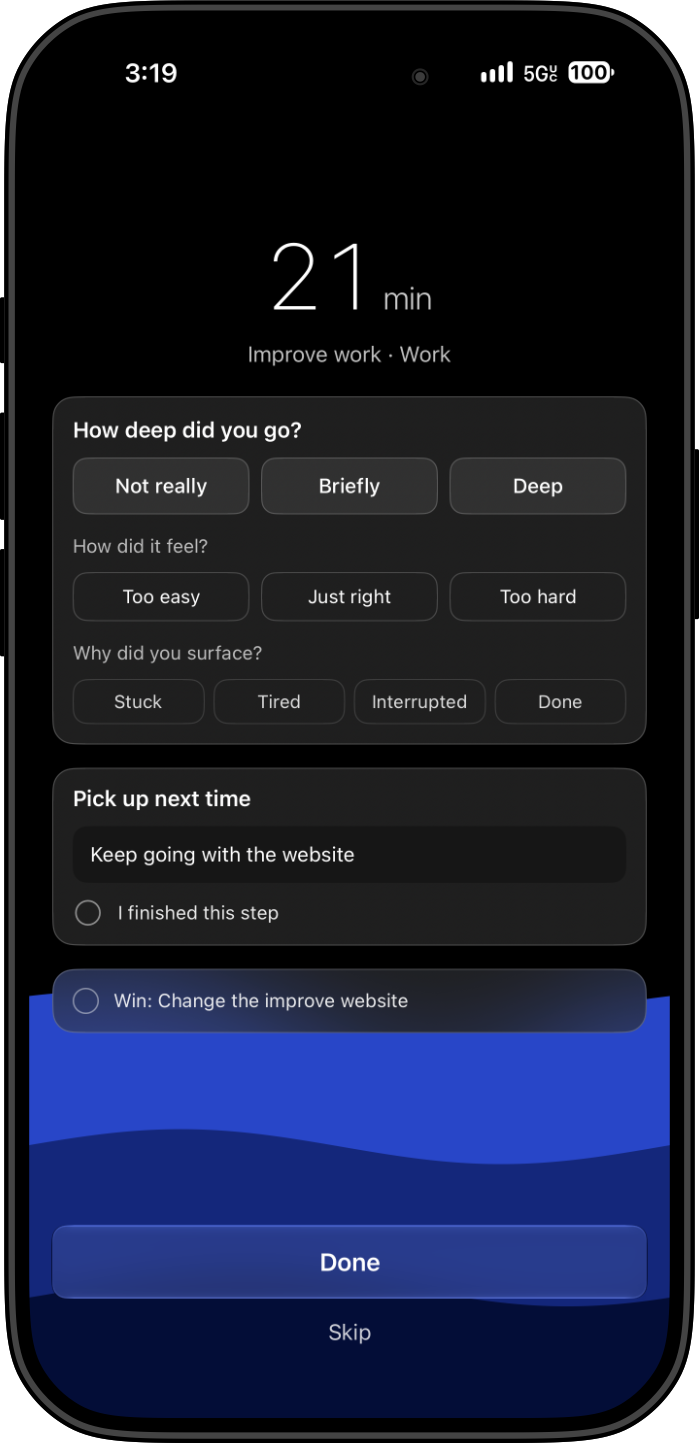 3:19 5GUC 100
21 min
Improve work · Work
How deep did you go?
Not really Briefly Deep
How did it feel?
Too easy Just right Too hard
Why did you surface?
Stuck Tired Interrupted Done
Pick up next time
Keep going with the website
I finished this step
Win: Change the improve website
Done
Skip